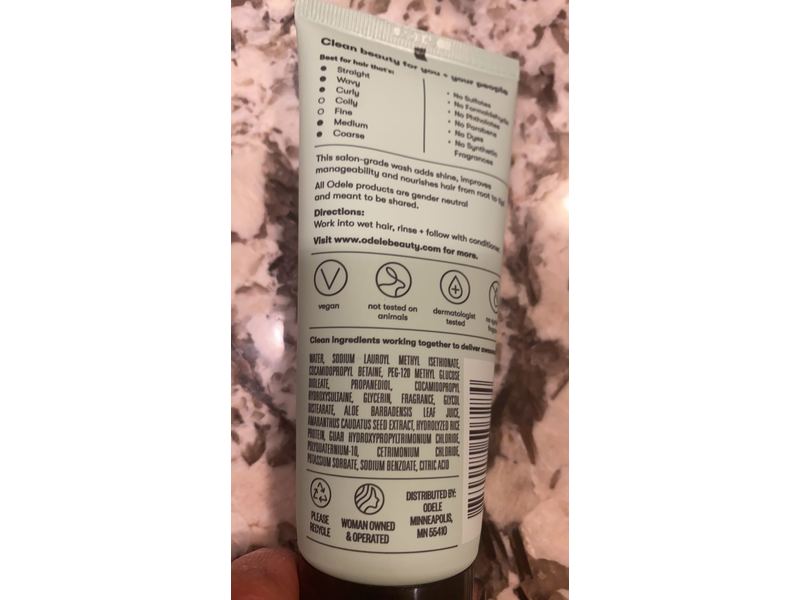 Clean beauty for you + your people
Best for hair that's:
Straight
Wavy
Curly
Coily
Fine
Medium
Coarse
• No Sulfates
• No Formaldehyde
• No Phthalates
• No Parabens
• No Dyes
• No Synthetic
Fragrances
This salon-grade wash adds shine, improves
manageability and nourishes hair from root to tip.
All Odele products are gender neutral
and meant to be shared.
Directions:
Work into wet hair, rinse + follow with conditioner.
Visit www.odelebeauty.com for more.
vegan
not tested on
animals
dermatologist
tested
Clean ingredients working together to deliver
WATER, SODIUM LAUROYL METHYL ISETHIONATE,
COCAMIDOPROPYL BETAINE, PEG-120 METHYL GLUCOSE
DIOLEATE, PROPANEDIOL, COCAMIDOPROPYL
HYDROXYSULTAINE, GLYCERIN, FRAGRANCE, GLYCOL
DISTEARATE, ALOE BARBADENSIS LEAF JUICE,
AMARANTHUS CAUDATUS SEED EXTRACT, HYDROLYZED RICE
PROTEIN, GUAR HYDROXYPROPYLTRIMONIUM CHLORIDE,
POLYQUATERNIUM-10, CETRIMONIUM CHLORIDE,
POTASSIUM SORBATE, SODIUM BENZOATE, CITRIC ACID
PLEASE
RECYCLE
WOMAN OWNED
& OPERATED
DISTRIBUTED BY:
ODELE
MINNEAPOLIS,
MN 55410